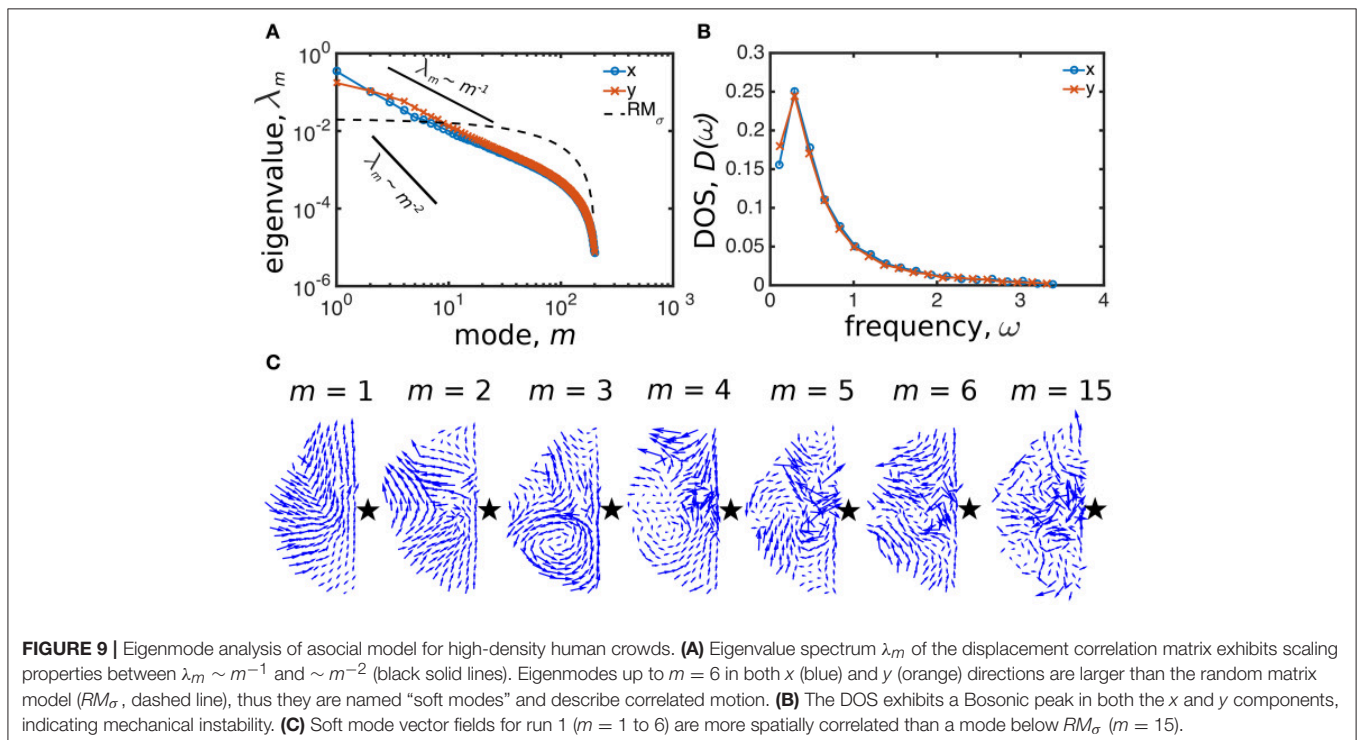 A
10^0
10^-2
10^-4
10^-6
10^0
10^1
10^2
10^3
eigenvalue, λ_m
mode, m
λ_m ~ m^-1
λ_m ~ m^-2
x
y
RM_σ
B
0.3
0.25
0.2
0.15
0.1
0.05
0
0 1 2 3 4
DOS, D(ω)
frequency, ω
x
y
C
m = 1 m = 2 m = 3 m = 4 m = 5 m = 6 m = 15
FIGURE 9 | Eigenmode analysis of asocial model for high-density human crowds. (A) Eigenvalue spectrum λ_m of the displacement correlation matrix exhibits scaling
properties between λ_m ∼ m^−1 and ∼ m^−2 (black solid lines). Eigenmodes up to m = 6 in both x (blue) and y (orange) directions are larger than the random matrix
model (RM_σ, dashed line), thus they are named “soft modes” and describe correlated motion. (B) The DOS exhibits a Bosonic peak in both the x and y components,
indicating mechanical instability. (C) Soft mode vector fields for run 1 (m = 1 to 6) are more spatially correlated than a mode below RM_σ (m = 15).